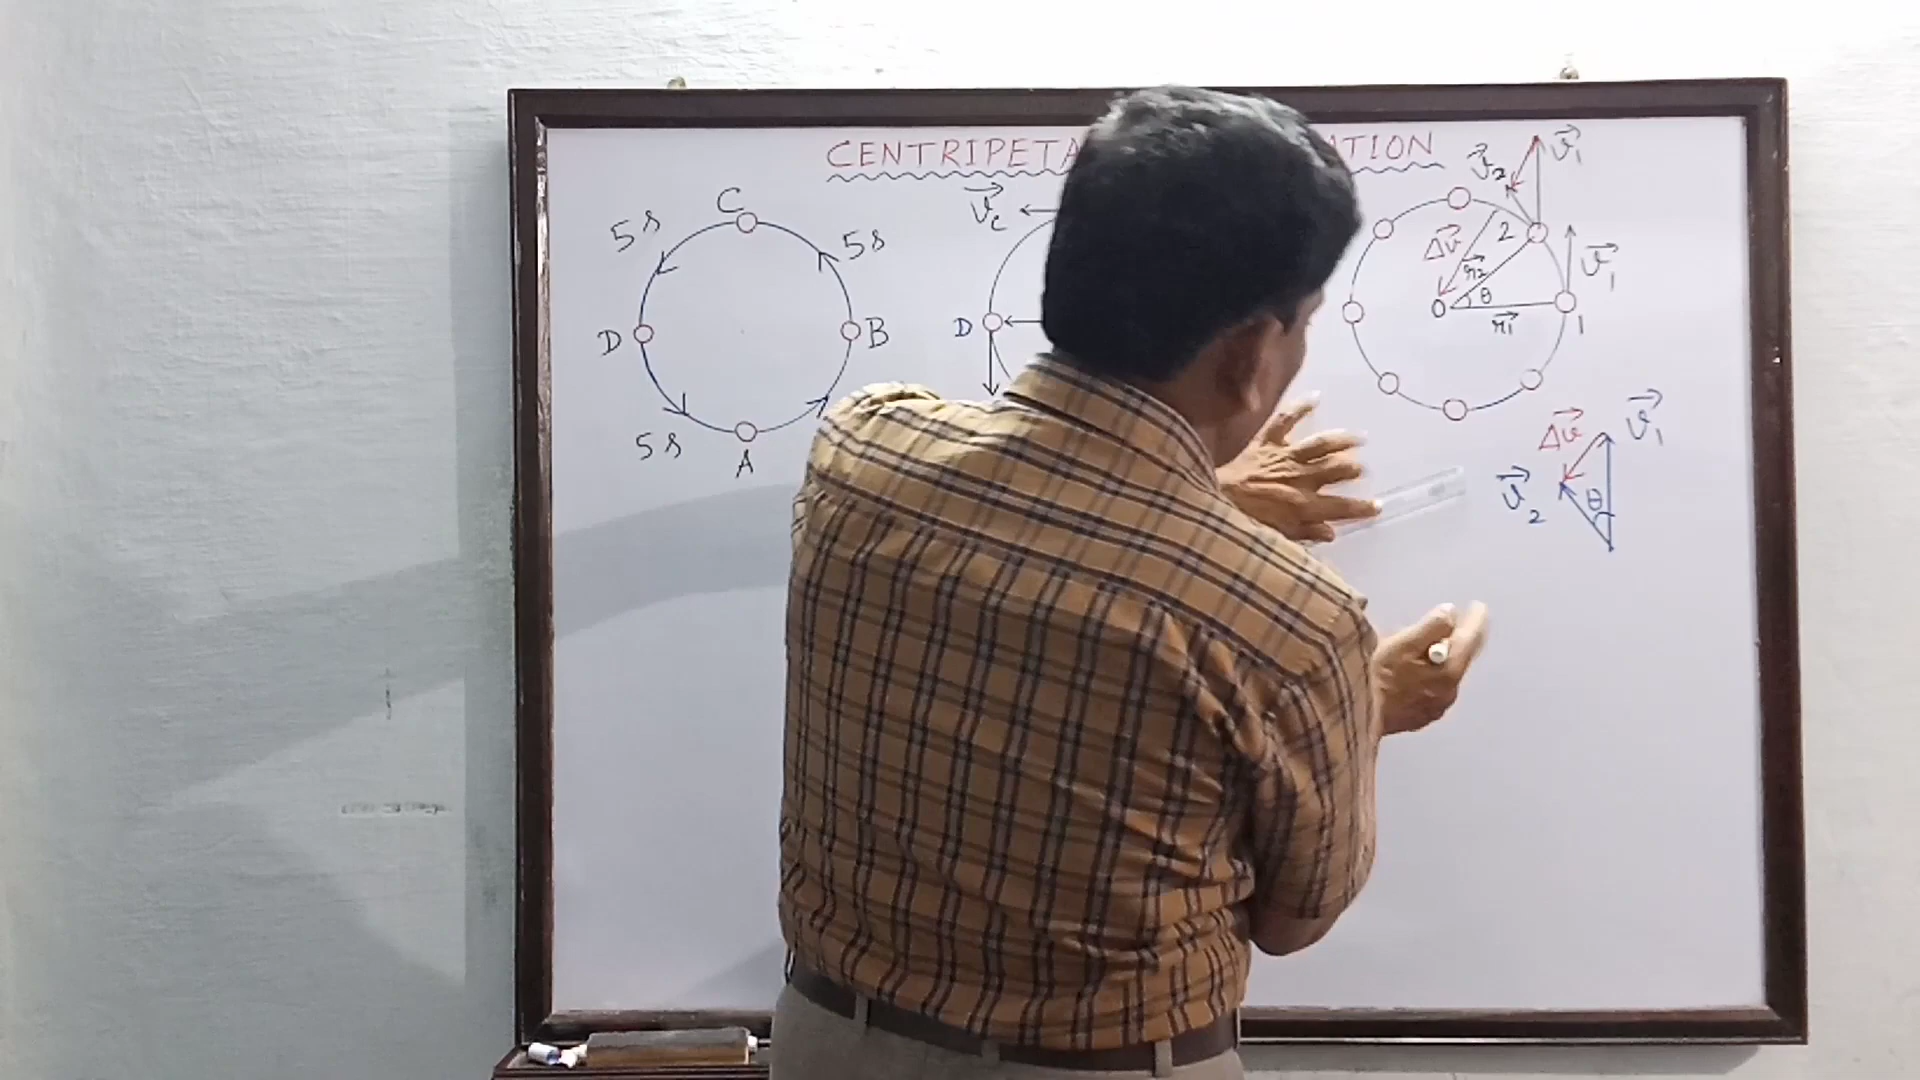 CENTRIPETA ATION
C
5s
5s
D
B
5s
A
v⃗c
D
v⃗2
v⃗1
2
Δv⃗
r⃗2
θ
v⃗1
O
r⃗1
1
Δv⃗
v⃗1
v⃗2
θ